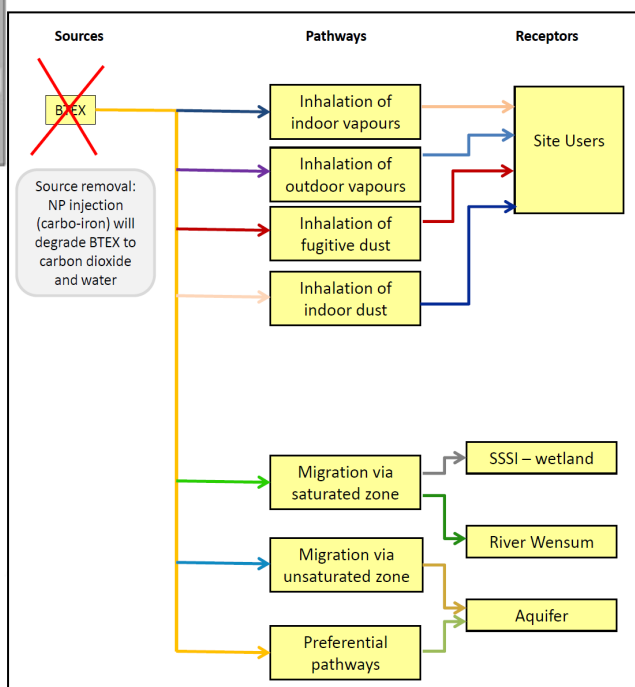 Sources
Pathways
Receptors
BTEX
Source removal:
NP injection
(carbo-iron) will
degrade BTEX to
carbon dioxide
and water
Inhalation of
indoor vapours
Inhalation of
outdoor vapours
Inhalation of
fugitive dust
Inhalation of
indoor dust
Site Users
Migration via
saturated zone
Migration via
unsaturated zone
Preferential
pathways
SSSI – wetland
River Wensum
Aquifer